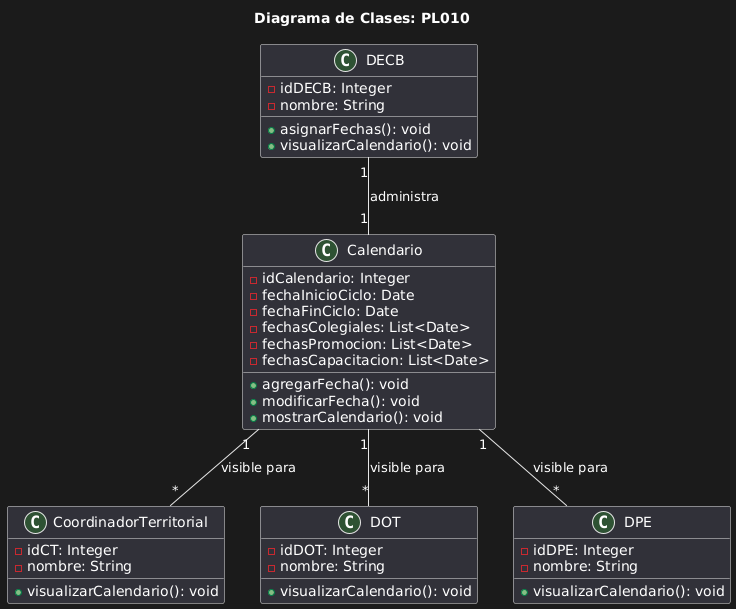 Diagrama de Clases: PL010
C DECB
idDECB: Integer
nombre: String
asignarFechas(): void
visualizarCalendario(): void
1
administra
1
C Calendario
idCalendario: Integer
fechaInicioCiclo: Date
fechaFinCiclo: Date
fechasColegiales: List<Date>
fechasPromocion: List<Date>
fechasCapacitacion: List<Date>
agregarFecha(): void
modificarFecha(): void
mostrarCalendario(): void
1 1 1
visible para visible para visible para
* * *
C CoordinadorTerritorial
idCT: Integer
nombre: String
visualizarCalendario(): void
C DOT
idDOT: Integer
nombre: String
visualizarCalendario(): void
C DPE
idDPE: Integer
nombre: String
visualizarCalendario(): void